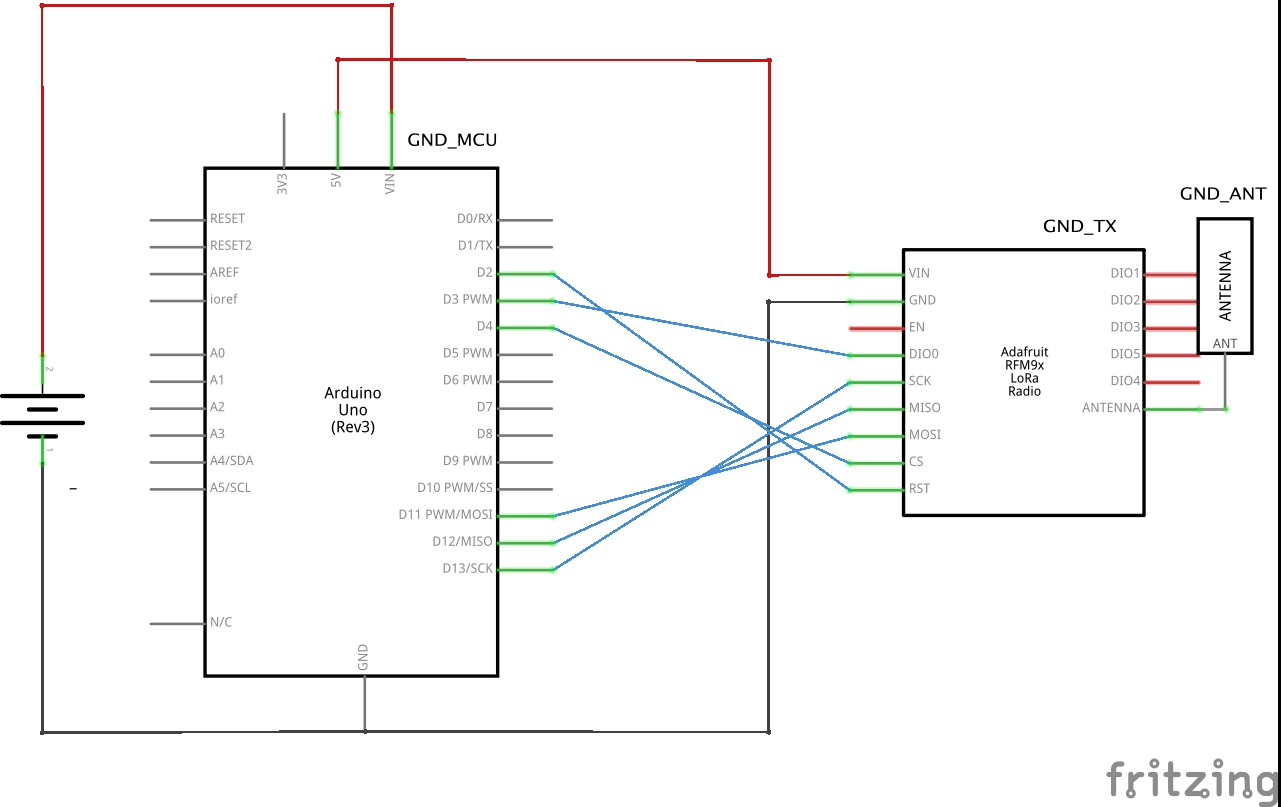 GND_MCU
3V3
5V
VIN
RESET
RESET2
AREF
ioref
A0
A1
A2
A3
A4/SDA
A5/SCL
N/C
D0/RX
D1/TX
D2
D3 PWM
D4
D5 PWM
D6 PWM
D7
D8
D9 PWM
D10 PWM/SS
D11 PWM/MOSI
D12/MISO
D13/SCK
GND
Arduino
Uno
(Rev3)
2
1
–
GND_TX
VIN
GND
EN
DIO0
SCK
MISO
MOSI
CS
RST
Adafruit
RFM9x
LoRa
Radio
DIO1
DIO2
DIO3
DIO5
DIO4
ANTENNA
GND_ANT
ANTENNA
ANT
fritzing